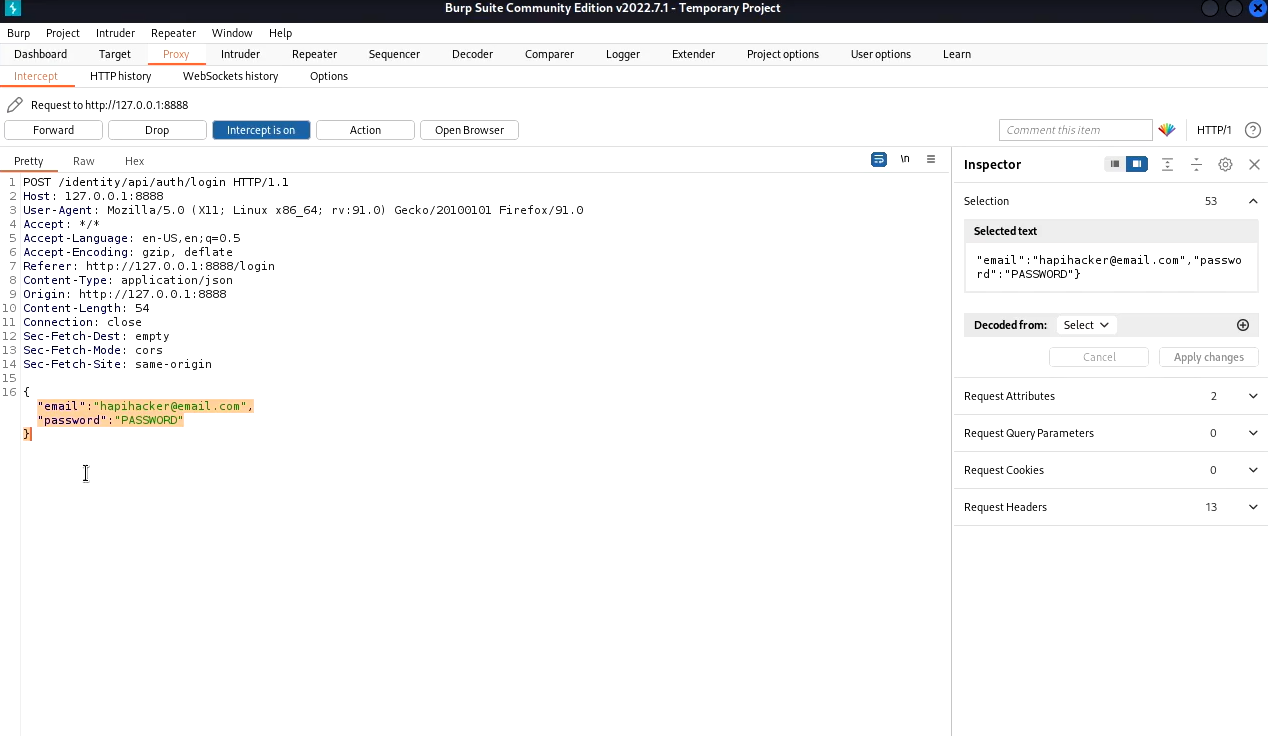 Burp Suite Community Edition v2022.7.1 - Temporary Project
Burp Project Intruder Repeater Window Help
Dashboard Target Proxy Intruder Repeater Sequencer Decoder Comparer Logger Extender Project options User options Learn
Intercept HTTP history WebSockets history Options
Request to http://127.0.0.1:8888
Forward Drop Intercept is on Action Open Browser Comment this item HTTP/1 ?
Pretty Raw Hex \n
1 POST /identity/api/auth/login HTTP/1.1
2 Host: 127.0.0.1:8888
3 User-Agent: Mozilla/5.0 (X11; Linux x86_64; rv:91.0) Gecko/20100101 Firefox/91.0
4 Accept: */*
5 Accept-Language: en-US,en;q=0.5
6 Accept-Encoding: gzip, deflate
7 Referer: http://127.0.0.1:8888/login
8 Content-Type: application/json
9 Origin: http://127.0.0.1:8888
10 Content-Length: 54
11 Connection: close
12 Sec-Fetch-Dest: empty
13 Sec-Fetch-Mode: cors
14 Sec-Fetch-Site: same-origin
15
16 {
"email":"hapihacker@email.com",
"password":"PASSWORD"
}
Inspector
Selection 53
Selected text
"email":"hapihacker@email.com","passwo
rd":"PASSWORD"}
Decoded from: Select
Cancel Apply changes
Request Attributes 2
Request Query Parameters 0
Request Cookies 0
Request Headers 13